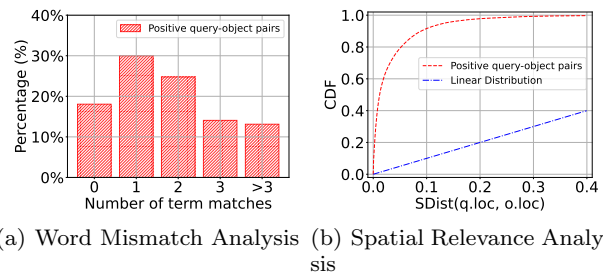 40%
30%
20%
10%
0%
Percentage (%)
Positive query-object pairs
0 1 2 3 >3
Number of term matches
a) Word Mismatch Analysis
1.0
0.8
0.6
0.4
0.2
0.0
CDF
Positive query-object pairs
Linear Distribution
0.0 0.1 0.2 0.3 0.4
SDist(q.loc, o.loc)
(b) Spatial Relevance Analy
sis